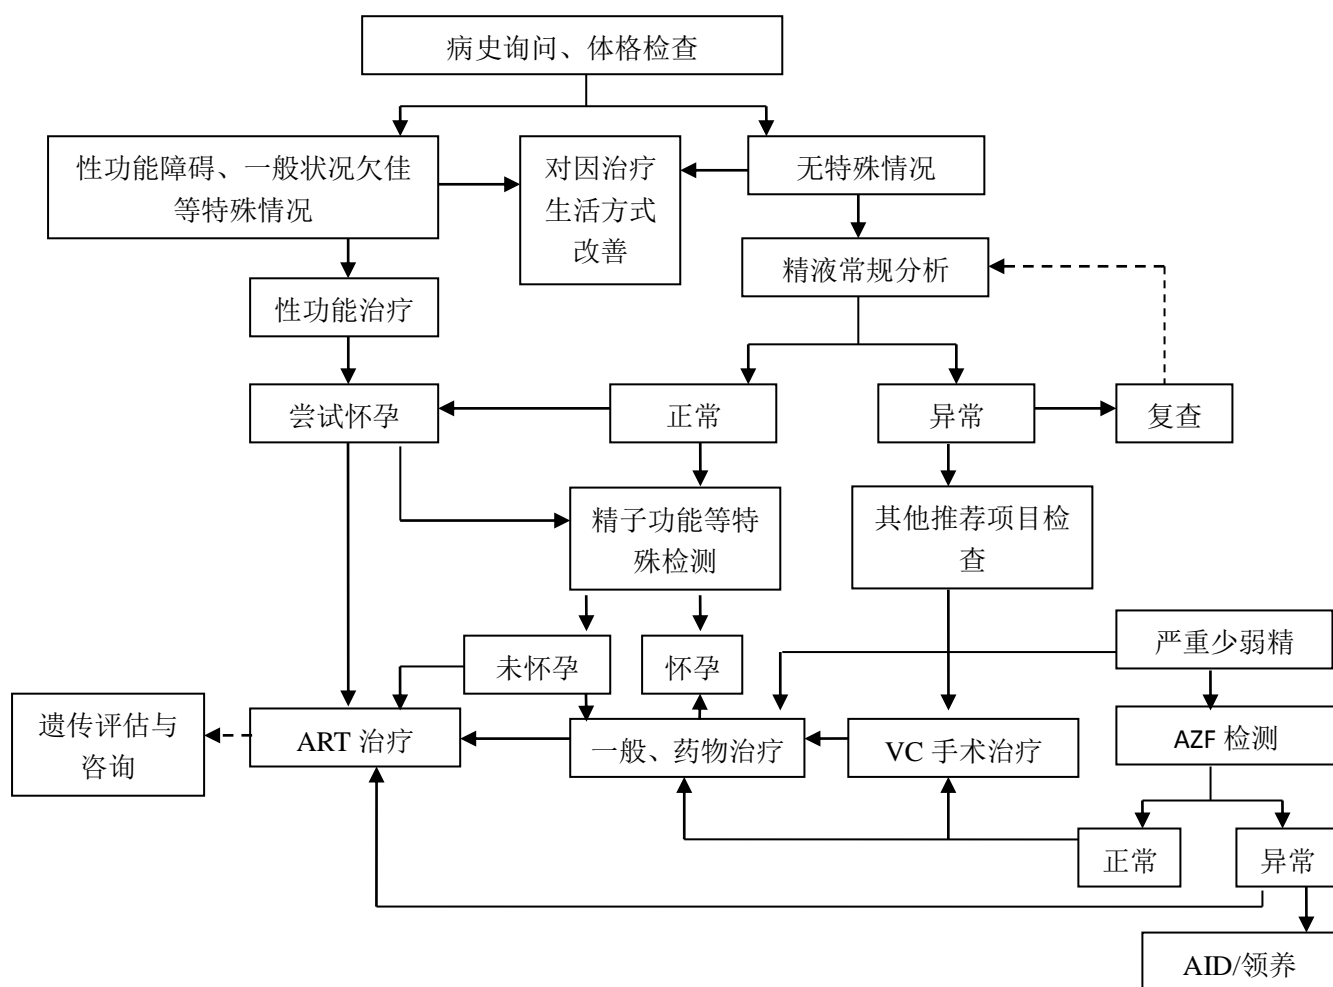 病史询问、体格检查
性功能障碍、一般状况欠佳
等特殊情况
对因治疗
生活方式
改善
无特殊情况
精液常规分析
性功能治疗
尝试怀孕
正常
异常
复查
精子功能等特
殊检测
其他推荐项目检
查
未怀孕
怀孕
严重少弱精
遗传评估与
咨询
ART 治疗
一般、药物治疗
VC 手术治疗
AZF 检测
正常
异常
AID/领养